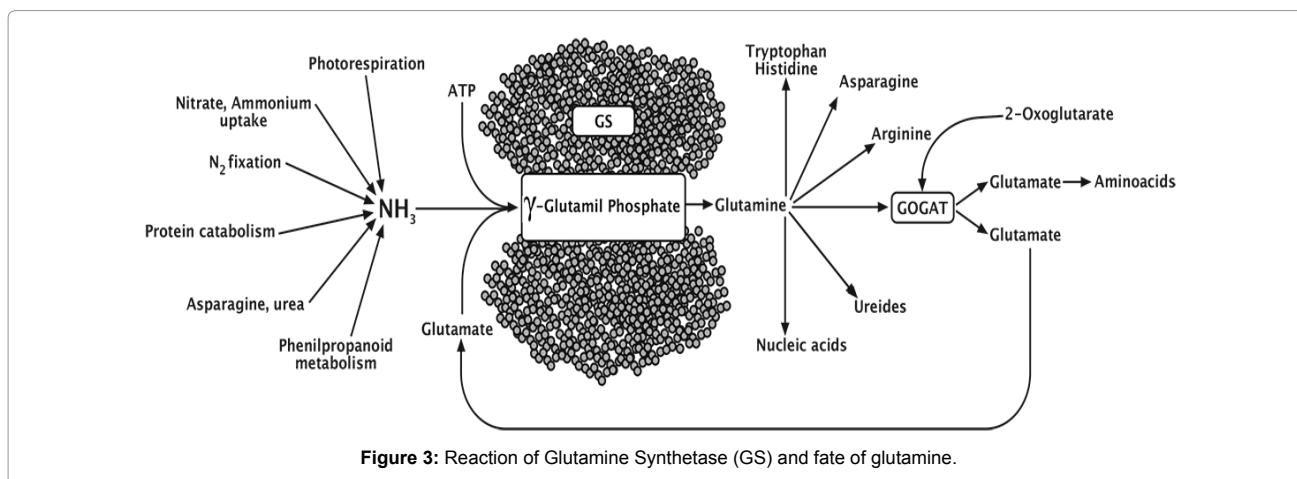 Photorespiration
Nitrate, Ammonium
uptake
N2 fixation
Protein catabolism
Asparagine, urea
Phenilpropanoid
metabolism
NH3
ATP
Glutamate
GS
γ-Glutamil Phosphate
Glutamine
Tryptophan
Histidine
Asparagine
Arginine
Ureides
Nucleic acids
2-Oxoglutarate
GOGAT
Glutamate
Aminoacids
Glutamate
Figure 3: Reaction of Glutamine Synthetase (GS) and fate of glutamine.